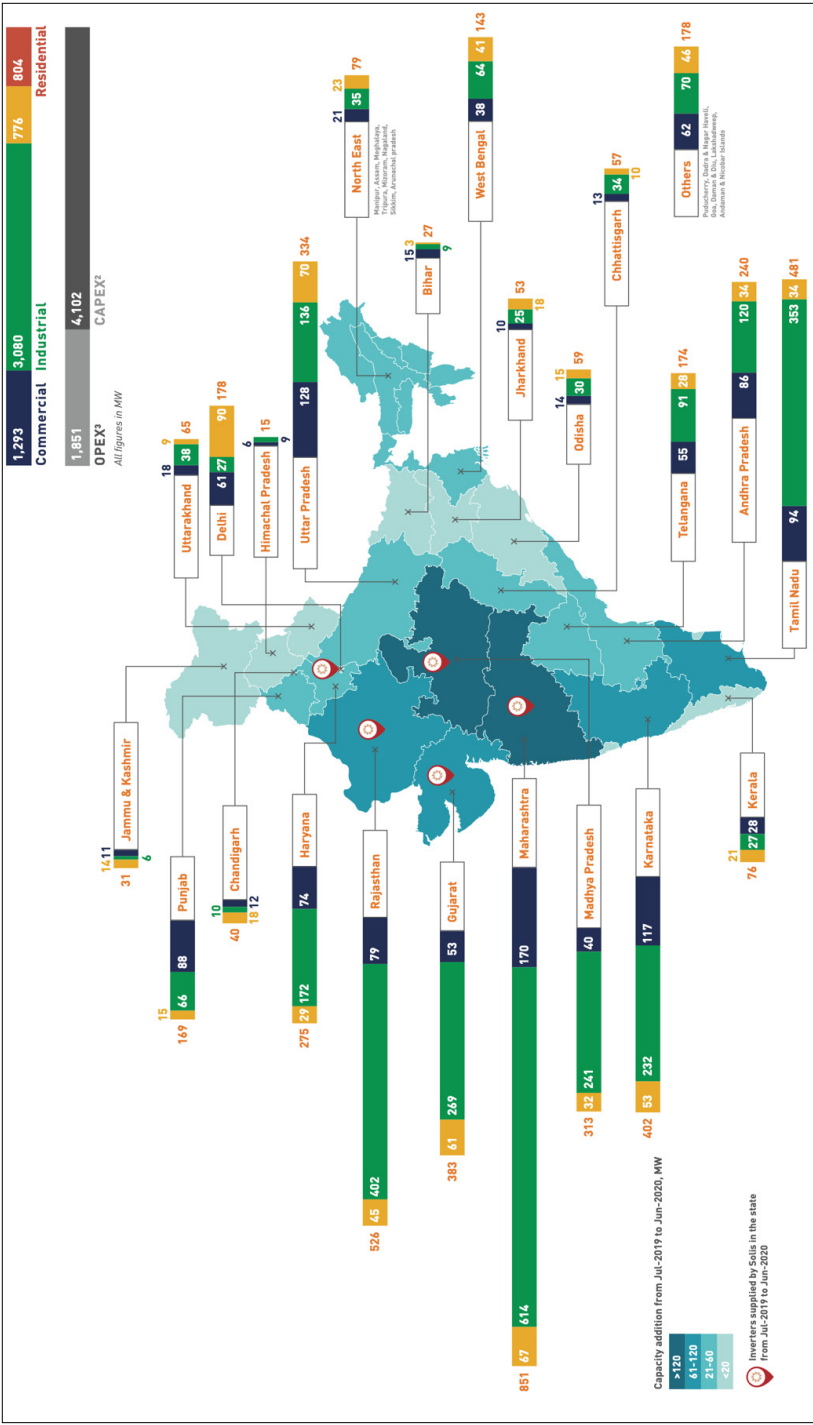 1,293 3,080 776 804
Commercial Industrial Residential
1,851 4,102
OPEX³ CAPEX²
All figures in MW
14 11
31 Jammu & Kashmir
6
15
169 66 88 Punjab
10
40 Chandigarh
18 12
275 29 172 74 Haryana
526 45 402 79 Rajasthan
383 61 269 53 Gujarat
851 67 614 170 Maharashtra
313 32 241 40 Madhya Pradesh
402 53 232 117 Karnataka
21
76 27 28 Kerala
Uttarakhand 18 38 9 65
Delhi 61 27 90 178
Himachal Pradesh 6 9 15
Uttar Pradesh 128 136 70 334
North East 21 35 23 79
Manipur, Assam, Meghalaya,
Tripura, Mizoram, Nagaland,
Sikkim, Arunachal pradesh
Bihar 15 3 27
9
West Bengal 38 64 41 143
Jharkhand 10 25 53
18
Odisha 14 30 15 59
Chhattisgarh 13 34 57
10
Telangana 55 91 28 174
Andhra Pradesh 86 120 34 240
Tamil Nadu 94 353 34 481
Others 62 70 46 178
Puducherry, Dadra & Nagar Haveli,
Goa, Daman & Diu, Lakshadweep,
Andaman & Nicobar Islands
Capacity addition from Jul-2019 to Jun-2020, MW
>120
61-120
21-60
<20
Inverters supplied by Solis in the state
from Jul-2019 to Jun-2020